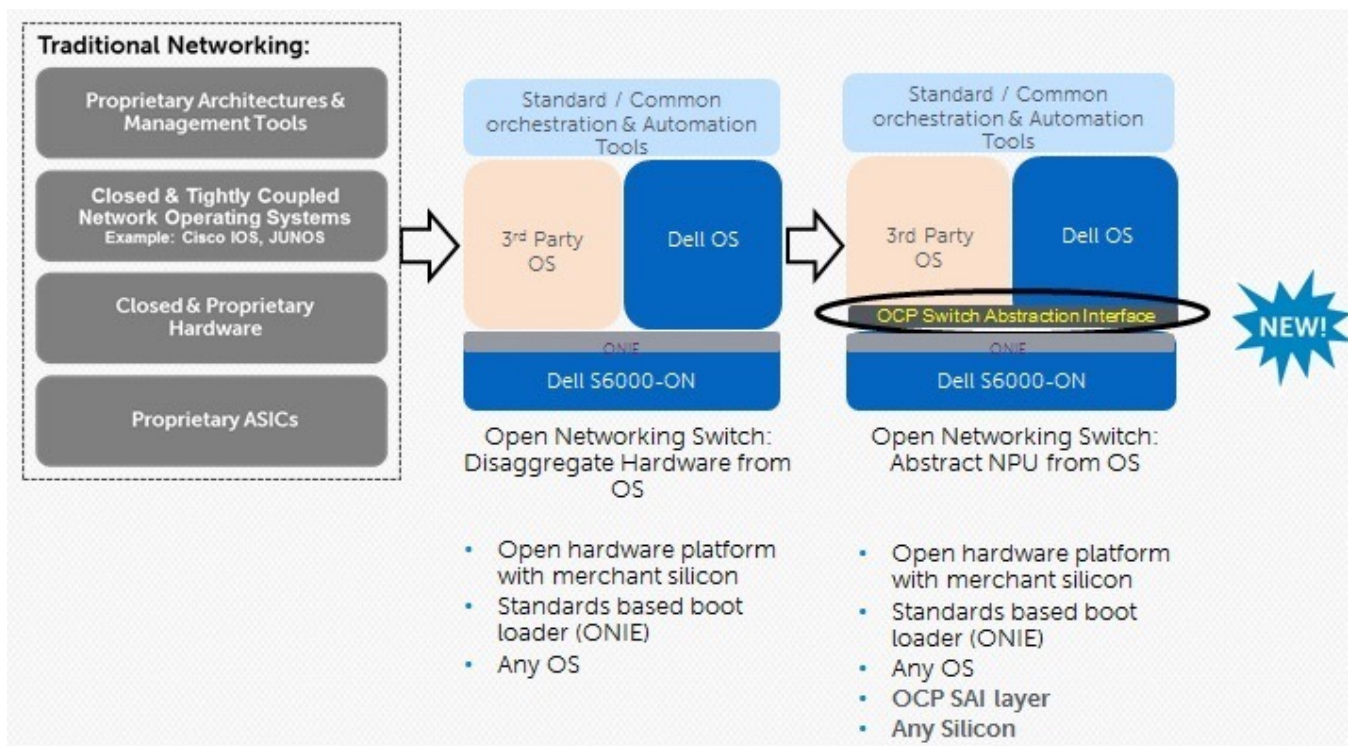 Traditional Networking:
Proprietary Architectures &
Management Tools
Closed & Tightly Coupled
Network Operating Systems
Example: Cisco IOS, JUNOS
Closed & Proprietary
Hardware
Proprietary ASICs
Standard / Common
orchestration & Automation
Tools
3rd Party
OS
Dell OS
ONIE
Dell S6000-ON
Open Networking Switch:
Disaggregate Hardware from
OS
• Open hardware platform
with merchant silicon
• Standards based boot
loader (ONIE)
• Any OS
Standard / Common
orchestration & Automation
Tools
3rd Party
OS
Dell OS
OCP Switch Abstraction Interface
ONIE
Dell S6000-ON
Open Networking Switch:
Abstract NPU from OS
• Open hardware platform
with merchant silicon
• Standards based boot
loader (ONIE)
• Any OS
• OCP SAI layer
• Any Silicon
NEW!